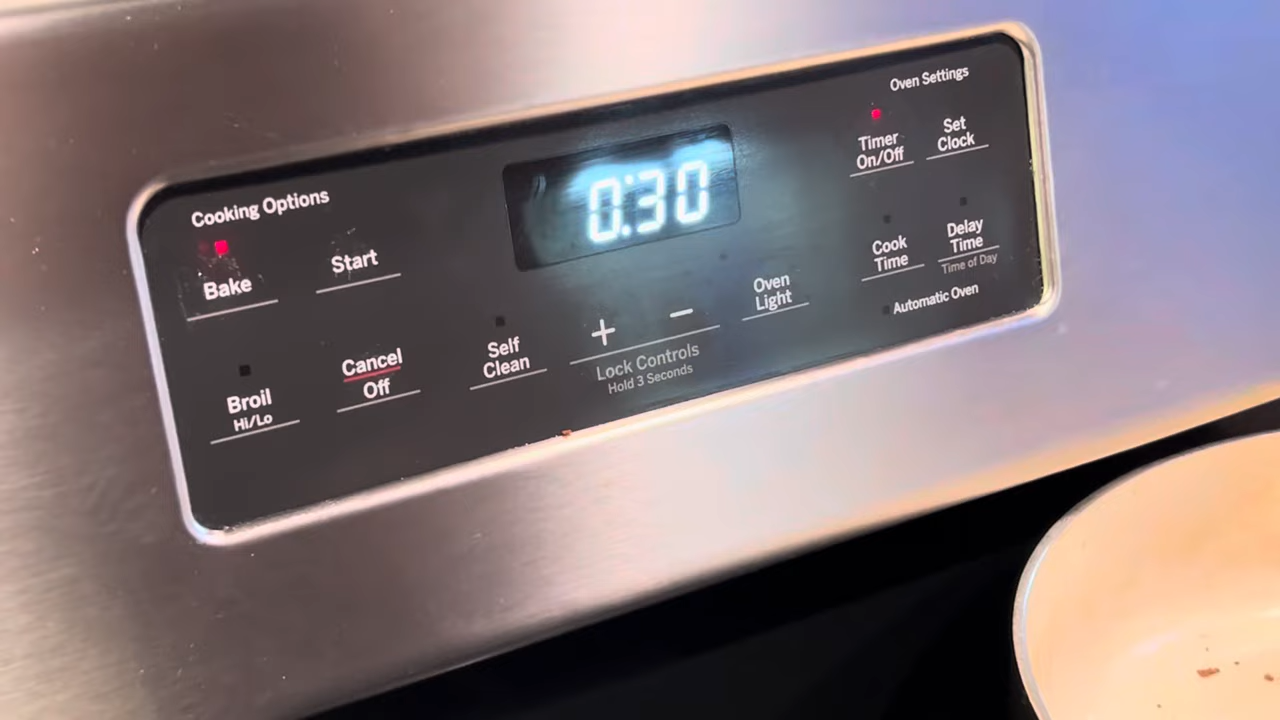 Oven Settings
Timer
On/Off
Set
Clock
0:30
Cooking Options
Bake
Start
Cook
Time
Delay
Time
Time of Day
Automatic Oven
Oven
Light
+ −
Lock Controls
Hold 3 Seconds
Self
Clean
Cancel
Off
Broil
Hi/Lo